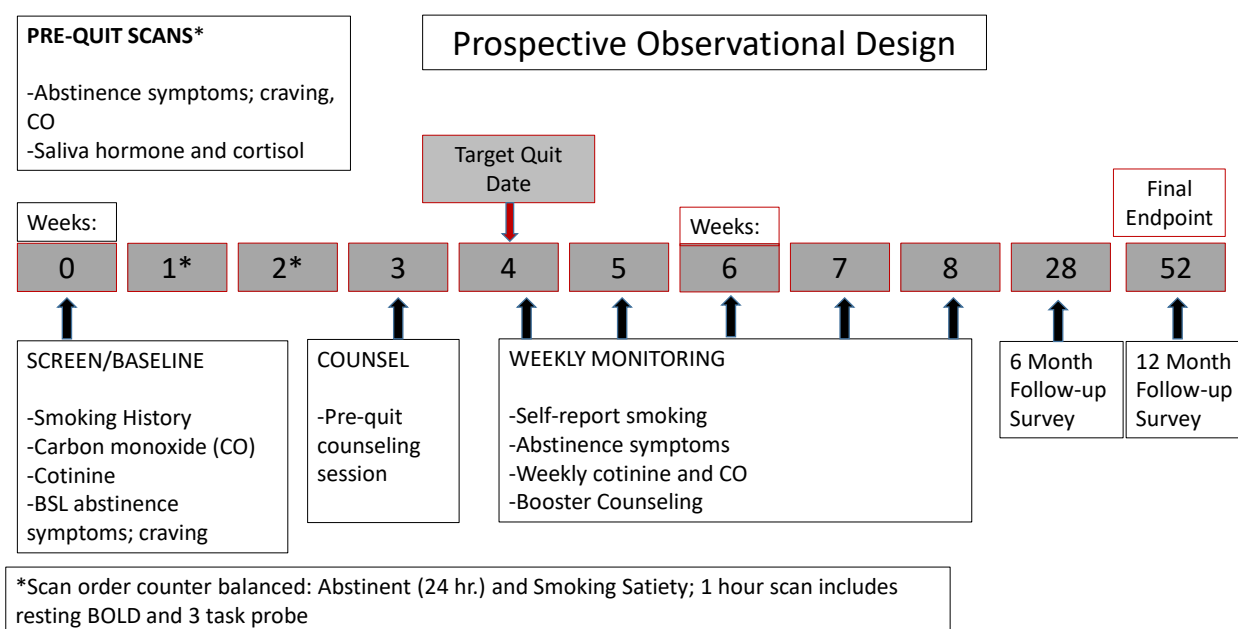 PRE-QUIT SCANS*
-Abstinence symptoms; craving,
CO
-Saliva hormone and cortisol
Prospective Observational Design
Target Quit
Date
Final
Endpoint
Weeks:
Weeks:
0 1* 2* 3 4 5 6 7 8 28 52
SCREEN/BASELINE
-Smoking History
-Carbon monoxide (CO)
-Cotinine
-BSL abstinence
symptoms; craving
COUNSEL
-Pre-quit
counseling
session
WEEKLY MONITORING
-Self-report smoking
-Abstinence symptoms
-Weekly cotinine and CO
-Booster Counseling
6 Month
Follow-up
Survey
12 Month
Follow-up
Survey
*Scan order counter balanced: Abstinent (24 hr.) and Smoking Satiety; 1 hour scan includes
resting BOLD and 3 task probe